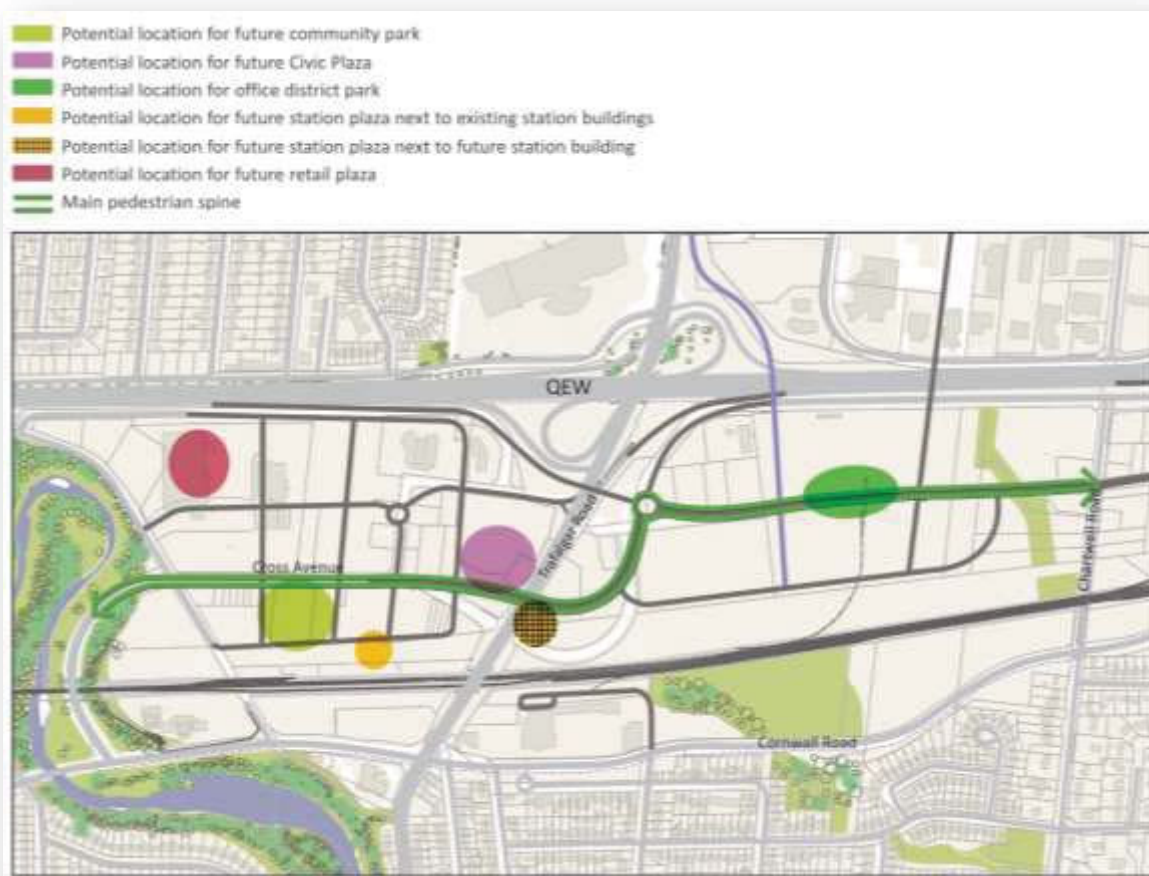 Potential location for future community park
Potential location for future Civic Plaza
Potential location for office district park
Potential location for future station plaza next to existing station buildings
Potential location for future station plaza next to future station building
Potential location for future retail plaza
Main pedestrian spine
QEW
Trafalgar Road
Cross Avenue
Chartwell Road
Cornwall Road